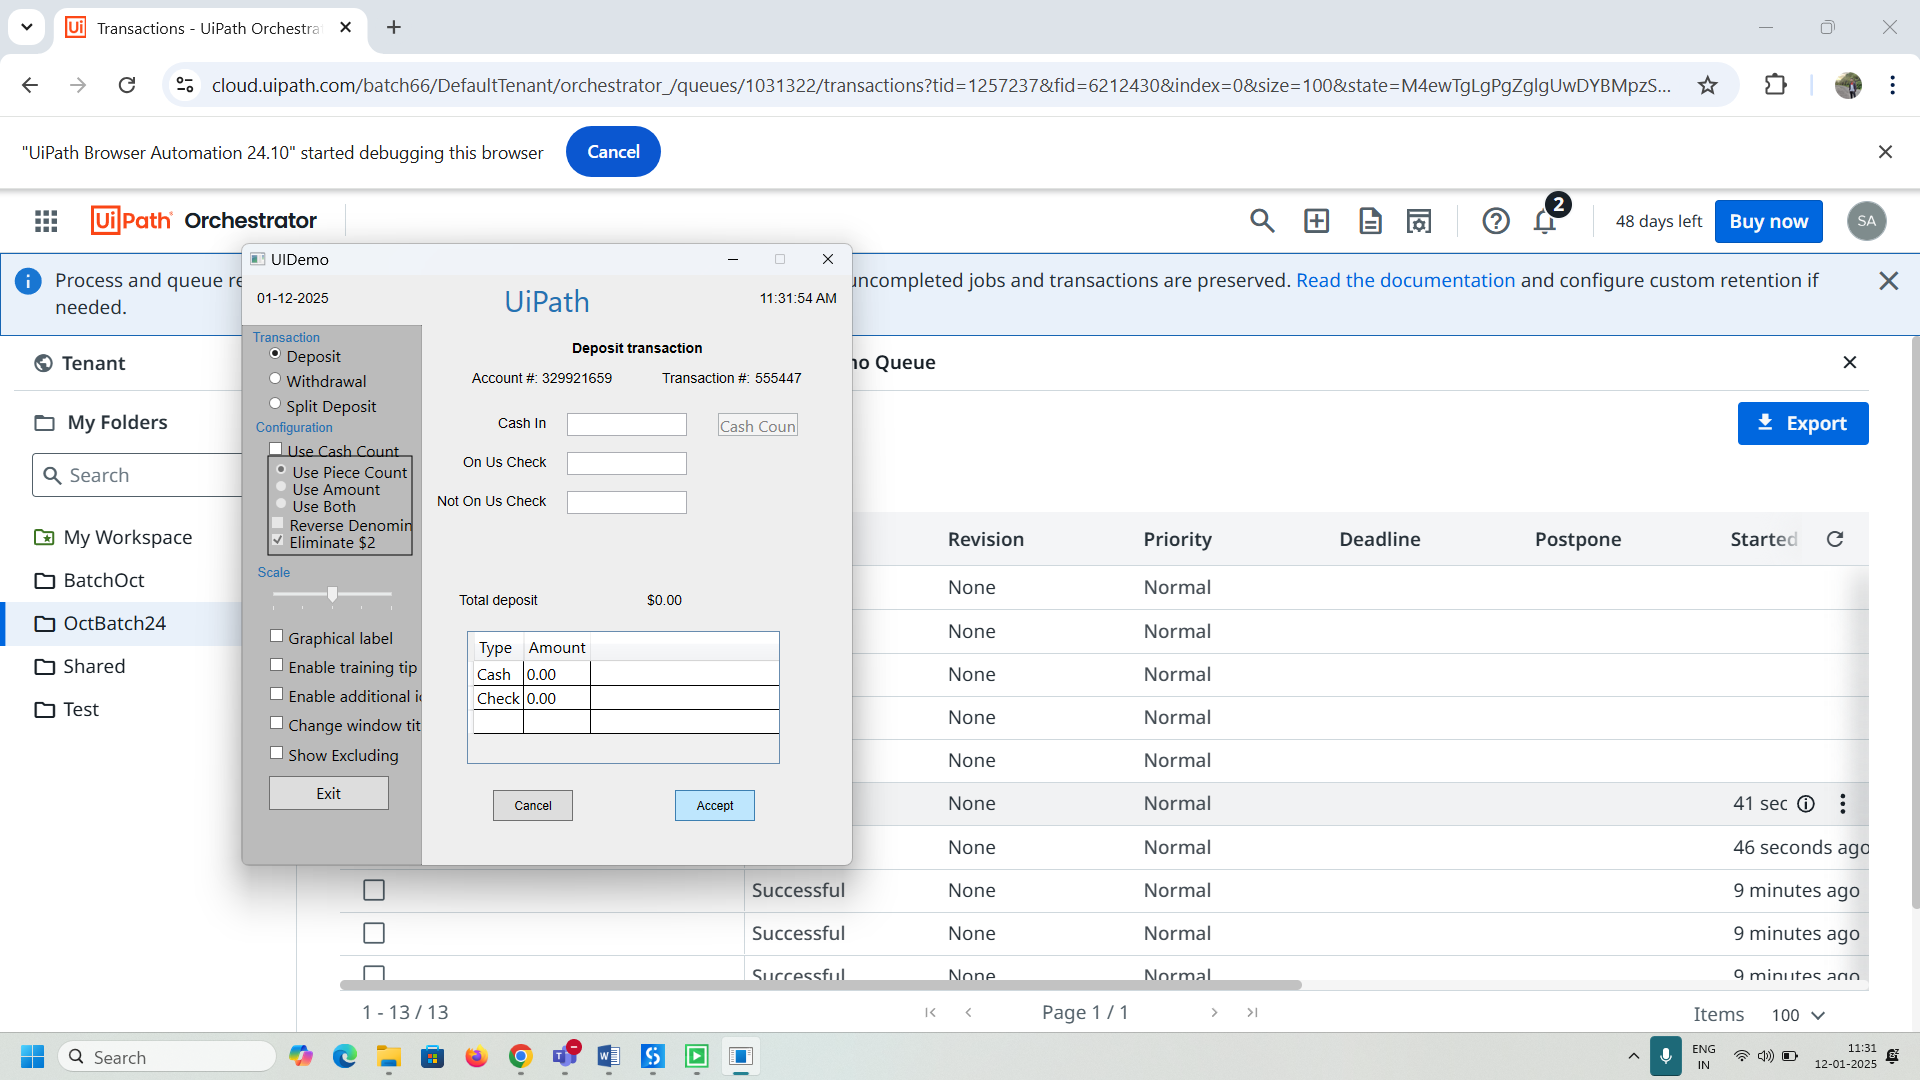 Transactions - UiPath Orchestra
cloud.uipath.com/batch66/DefaultTenant/orchestrator_/queues/1031322/transactions?tid=1257237&fid=6212430&index=0&size=100&state=M4ewTgLgPgZglgUwDYBMpzS...
"UiPath Browser Automation 24.10" started debugging this browser
Cancel
UiPath Orchestrator
2
48 days left
Buy now
SA
Process and queue re
uncompleted jobs and transactions are preserved. Read the documentation and configure custom retention if
needed.
Tenant
My Folders
Search
My Workspace
BatchOct
OctBatch24
Shared
Test
UIDemo
01-12-2025
UiPath
11:31:54 AM
Transaction
Deposit
Withdrawal
Split Deposit
Configuration
Use Cash Count
Use Piece Count
Use Amount
Use Both
Reverse Denomin
Eliminate $2
Scale
Graphical label
Enable training tip
Enable additional i
Change window tit
Show Excluding
Exit
Deposit transaction
Account #: 329921659
Transaction #: 555447
Cash In
Cash Coun
On Us Check
Not On Us Check
Total deposit
$0.00
Type Amount
Cash 0.00
Check 0.00
Cancel
Accept
no Queue
Export
Revision Priority Deadline Postpone Started
None Normal
None Normal
None Normal
None Normal
None Normal
None Normal 41 sec
None Normal 46 seconds ago
Successful None Normal 9 minutes ago
Successful None Normal 9 minutes ago
Successful None Normal 9 minutes ago
1 - 13 / 13
Page 1 / 1
Items 100
Search
ENG
IN
11:31
12-01-2025